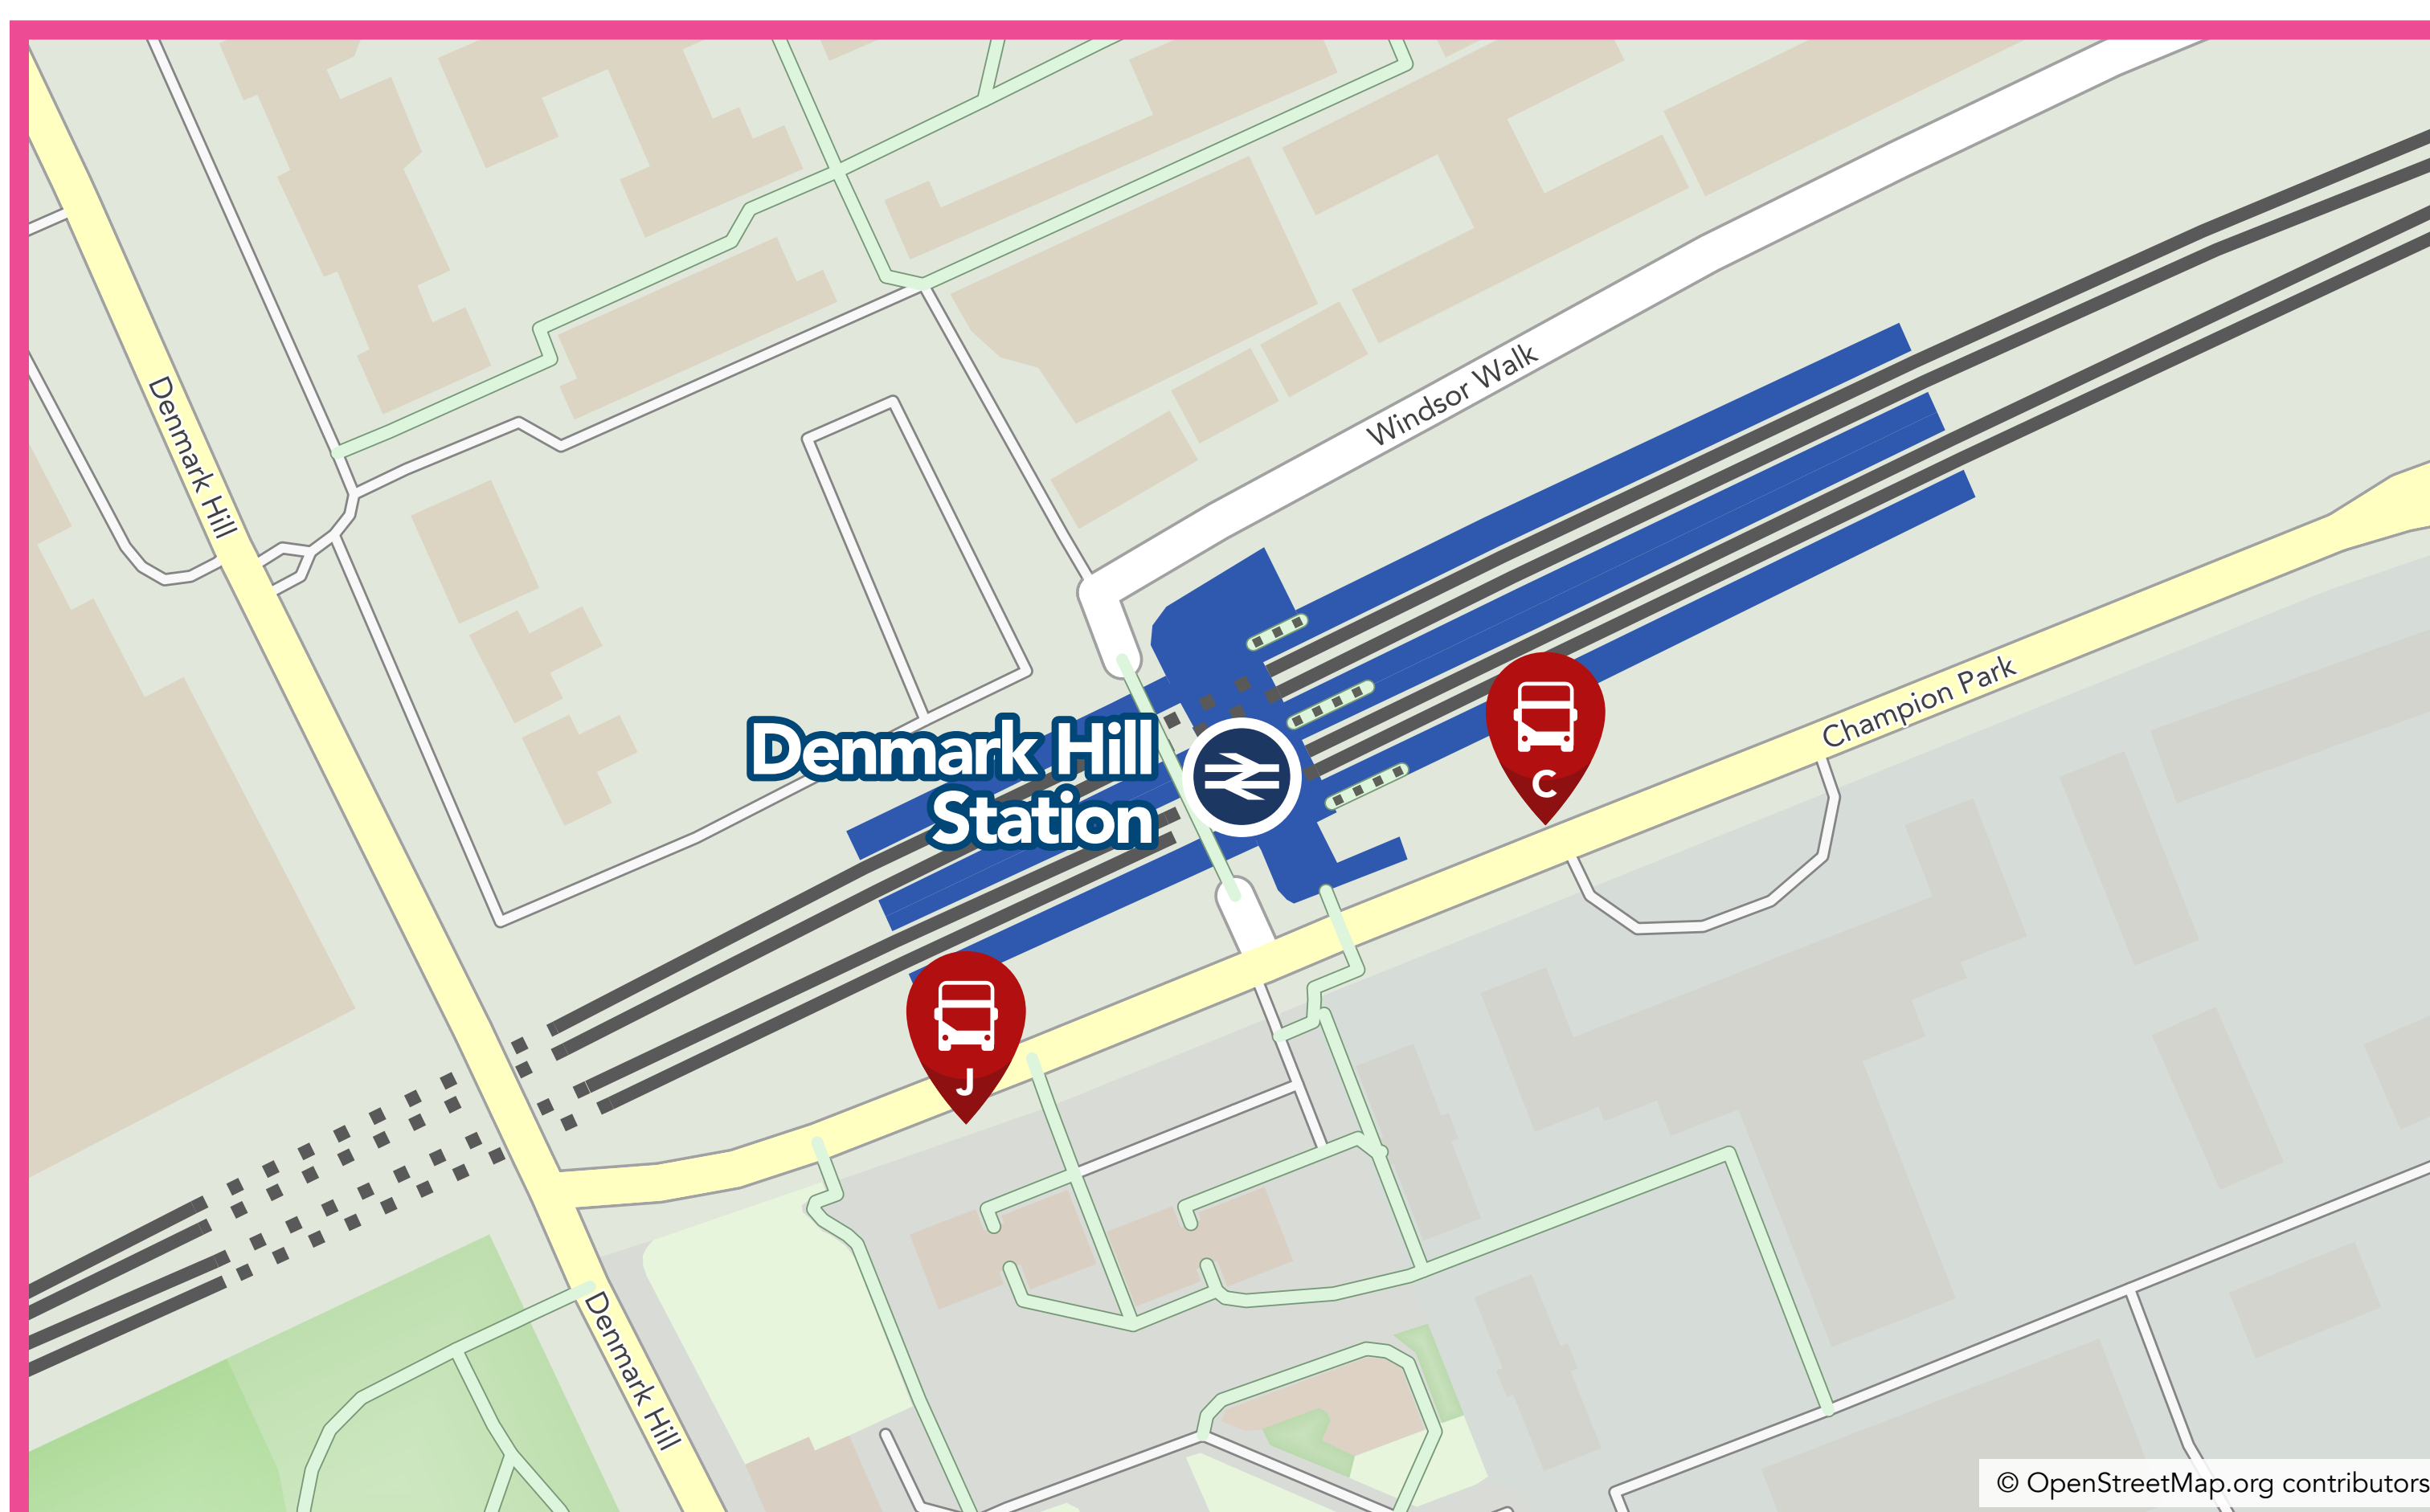 Denmark Hill
Windsor Walk
Champion Park
Denmark Hill
Station
C
J
Denmark Hill
© OpenStreetMap.org contributors